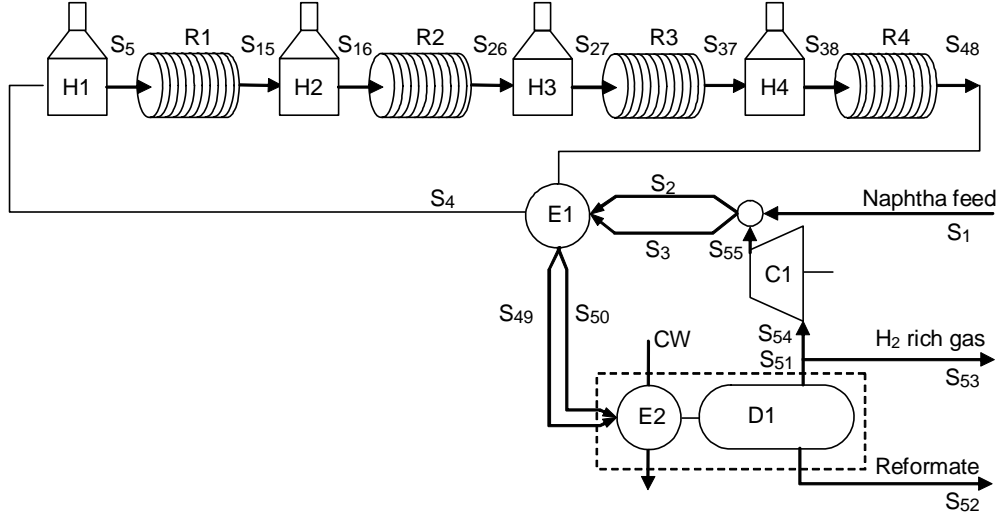 S5 R1 S15 S16 R2 S26 S27 R3 S37 S38 R4 S48
H1 H2 H3 H4
S2 Naphtha feed
S4 E1
S3 S55 S1
C1
S49 S50 S54 H2 rich gas
CW S51 S53
E2 D1
Reformate
S52